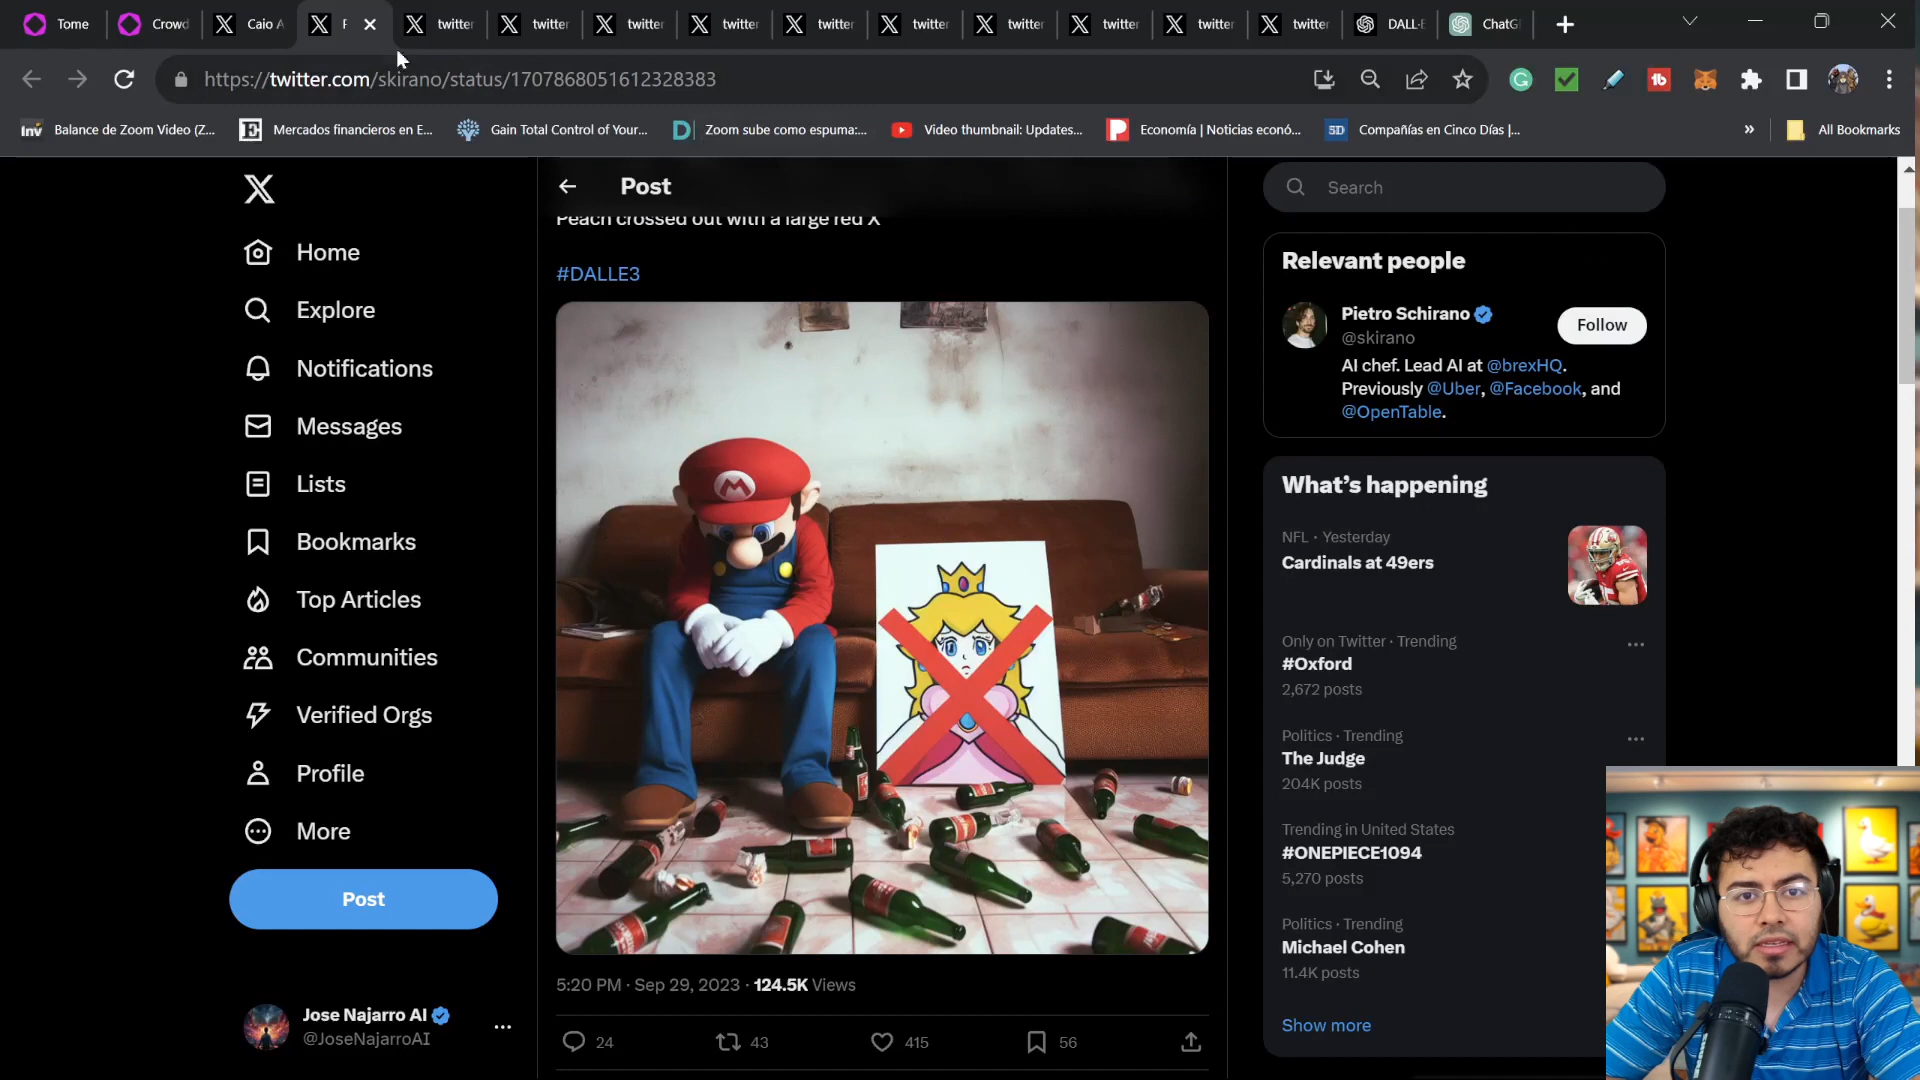 Tome
Crowd
Caio A
F
twitter
twitter
twitter
twitter
twitter
twitter
twitter
twitter
twitter
twitter
DALL·E
ChatG
https://twitter.com/skirano/status/1707868051612328383
Inv
Balance de Zoom Video (Z...
Mercados financieros en E...
Gain Total Control of Your...
Zoom sube como espuma:...
Video thumbnail: Updates...
Economía | Noticias econó...
5D
Compañías en Cinco Días |...
»
All Bookmarks
Home
Explore
Notifications
Messages
Lists
Bookmarks
Top Articles
Communities
Verified Orgs
Profile
More
Post
Jose Najarro AI
@JoseNajarroAI
Post
Peach crossed out with a large red X
#DALLE3
M
5:20 PM · Sep 29, 2023 · 124.5K Views
24
43
415
56
Search
Relevant people
Pietro Schirano
@skirano
Follow
AI chef. Lead AI at @brexHQ.
Previously @Uber, @Facebook, and
@OpenTable.
What's happening
NFL · Yesterday
Cardinals at 49ers
Only on Twitter · Trending
#Oxford
2,672 posts
Politics · Trending
The Judge
204K posts
Trending in United States
#ONEPIECE1094
5,270 posts
Politics · Trending
Michael Cohen
11.4K posts
Show more